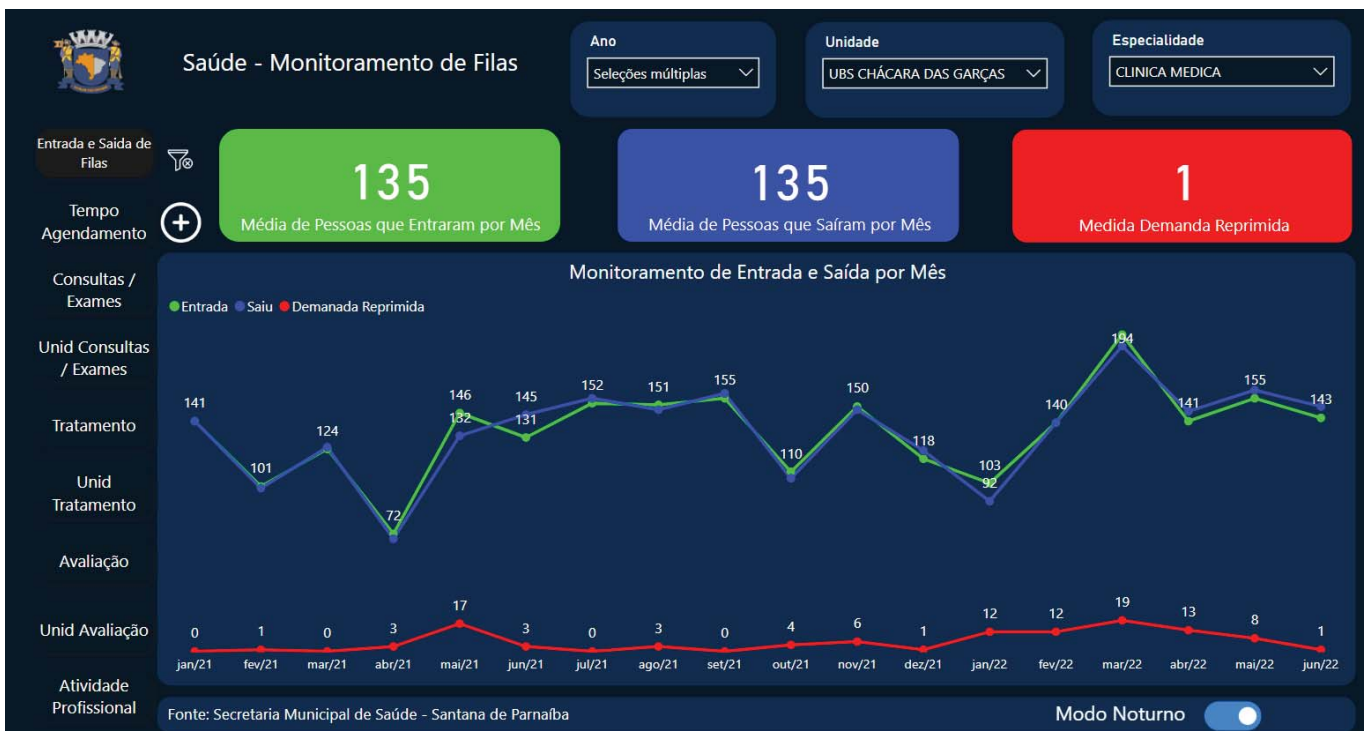 Saúde - Monitoramento de Filas
Ano
Seleções múltiplas
Unidade
UBS CHÁCARA DAS GARÇAS
Especialidade
CLINICA MEDICA
Entrada e Saida de
Filas
Tempo
Agendamento
Consultas /
Exames
Unid Consultas
/ Exames
Tratamento
Unid
Tratamento
Avaliação
Unid Avaliação
Atividade
Profissional
135
Média de Pessoas que Entraram por Mês
135
Média de Pessoas que Saíram por Mês
1
Medida Demanda Reprimida
Monitoramento de Entrada e Saída por Mês
Entrada Saiu Demanada Reprimida
141 101 124 72 146 132 145 131 152 151 155 110 150 118 103 92 140 194 141 155 143
0 1 0 3 17 3 0 3 0 4 6 1 12 12 19 13 8 1
jan/21 fev/21 mar/21 abr/21 mai/21 jun/21 jul/21 ago/21 set/21 out/21 nov/21 dez/21 jan/22 fev/22 mar/22 abr/22 mai/22 jun/22
Fonte: Secretaria Municipal de Saúde - Santana de Parnaíba
Modo Noturno